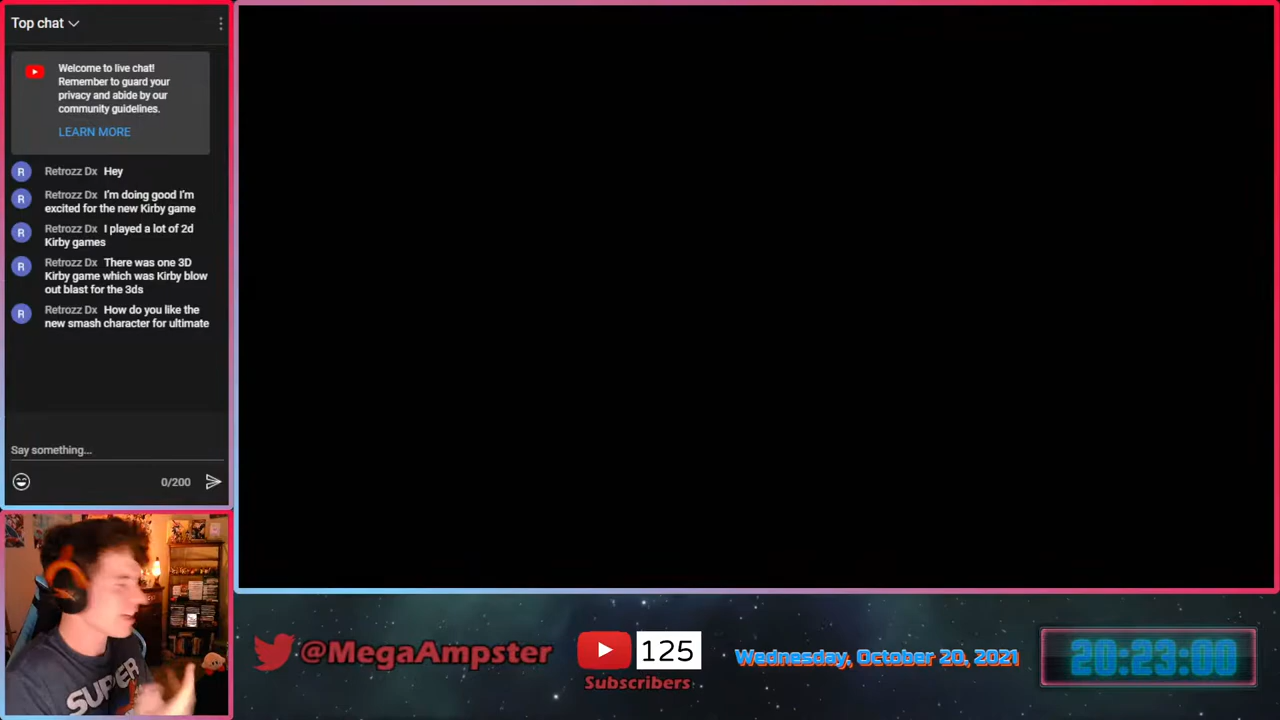 Top chat
Welcome to live chat!
Remember to guard your
privacy and abide by our
community guidelines.
LEARN MORE
R Retrozz Dx Hey
R Retrozz Dx I'm doing good I'm
excited for the new Kirby game
R Retrozz Dx I played a lot of 2d
Kirby games
R Retrozz Dx There was one 3D
Kirby game which was Kirby blow
out blast for the 3ds
R Retrozz Dx How do you like the
new smash character for ultimate
Say something...
0/200
SUPER
@MegaAmpster
125
Subscribers
Wednesday, October 20, 2021
20:23:00